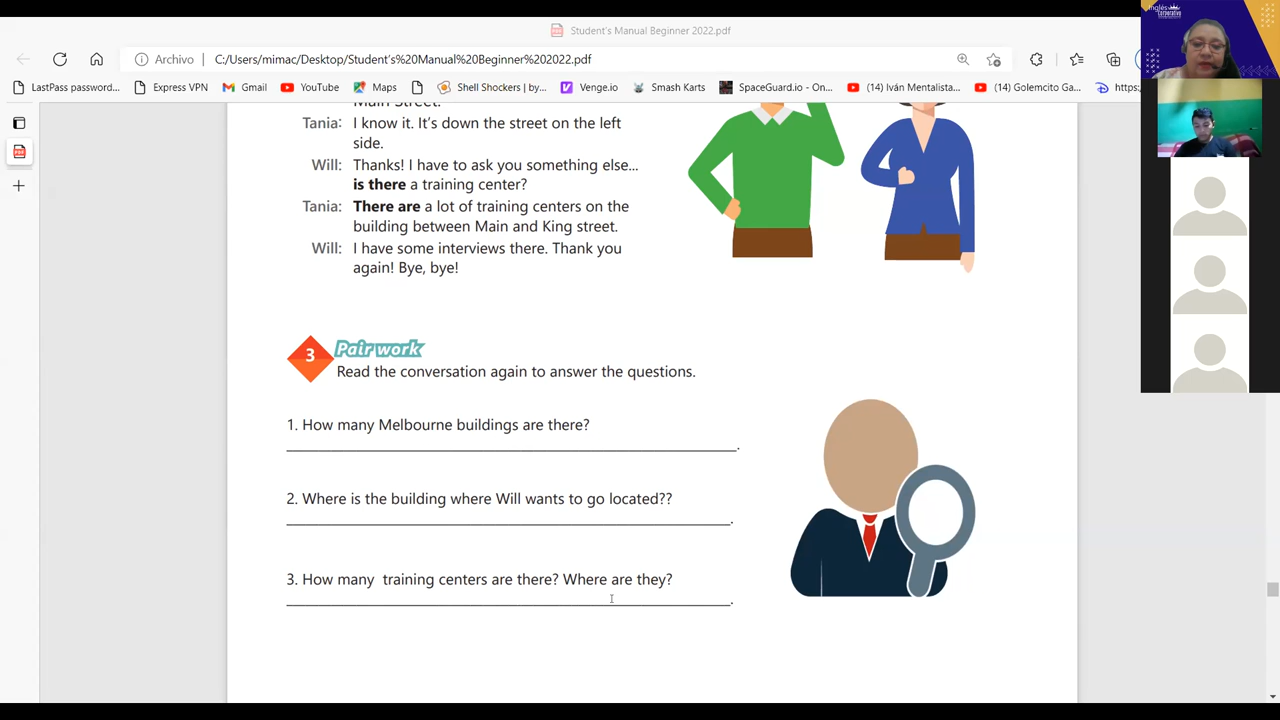 Student's Manual Beginner 2022.pdf
Archivo C:/Users/mimac/Desktop/Student's%20Manual%20Beginner%202022.pdf
LastPass password... Express VPN Gmail YouTube Maps Shell Shockers | by... Venge.io Smash Karts SpaceGuard.io - On... (14) Iván Mentalista... (14) Golemcito Ga... https:
Inglés
Corporativo
Main Street.
Tania: I know it. It's down the street on the left
side.
Will: Thanks! I have to ask you something else...
is there a training center?
Tania: There are a lot of training centers on the
building between Main and King street.
Will: I have some interviews there. Thank you
again! Bye, bye!
3 Pair work
Read the conversation again to answer the questions.
1. How many Melbourne buildings are there?
2. Where is the building where Will wants to go located??
3. How many  training centers are there? Where are they?